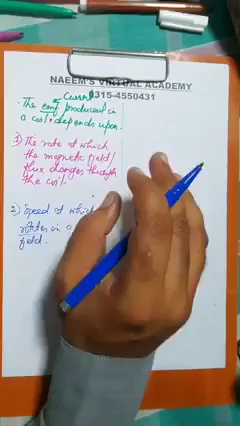 NAEEM'S VIRTUAL ACADEMY
0315-4550431
Current
The emf produced in
a coil depends upon.
1) The rate at which
the magnetic field/
flux changes through
the coil.
2) Speed at which
in a
field.